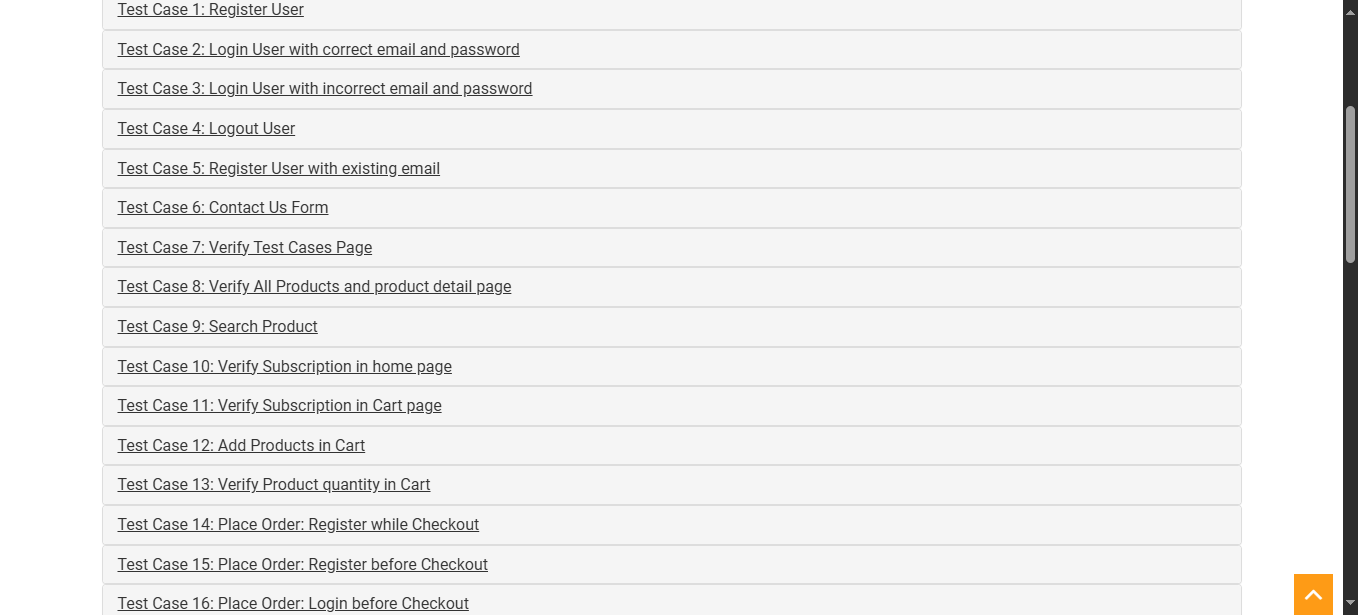 Test Case 1: Register User
Test Case 2: Login User with correct email and password
Test Case 3: Login User with incorrect email and password
Test Case 4: Logout User
Test Case 5: Register User with existing email
Test Case 6: Contact Us Form
Test Case 7: Verify Test Cases Page
Test Case 8: Verify All Products and product detail page
Test Case 9: Search Product
Test Case 10: Verify Subscription in home page
Test Case 11: Verify Subscription in Cart page
Test Case 12: Add Products in Cart
Test Case 13: Verify Product quantity in Cart
Test Case 14: Place Order: Register while Checkout
Test Case 15: Place Order: Register before Checkout
Test Case 16: Place Order: Login before Checkout